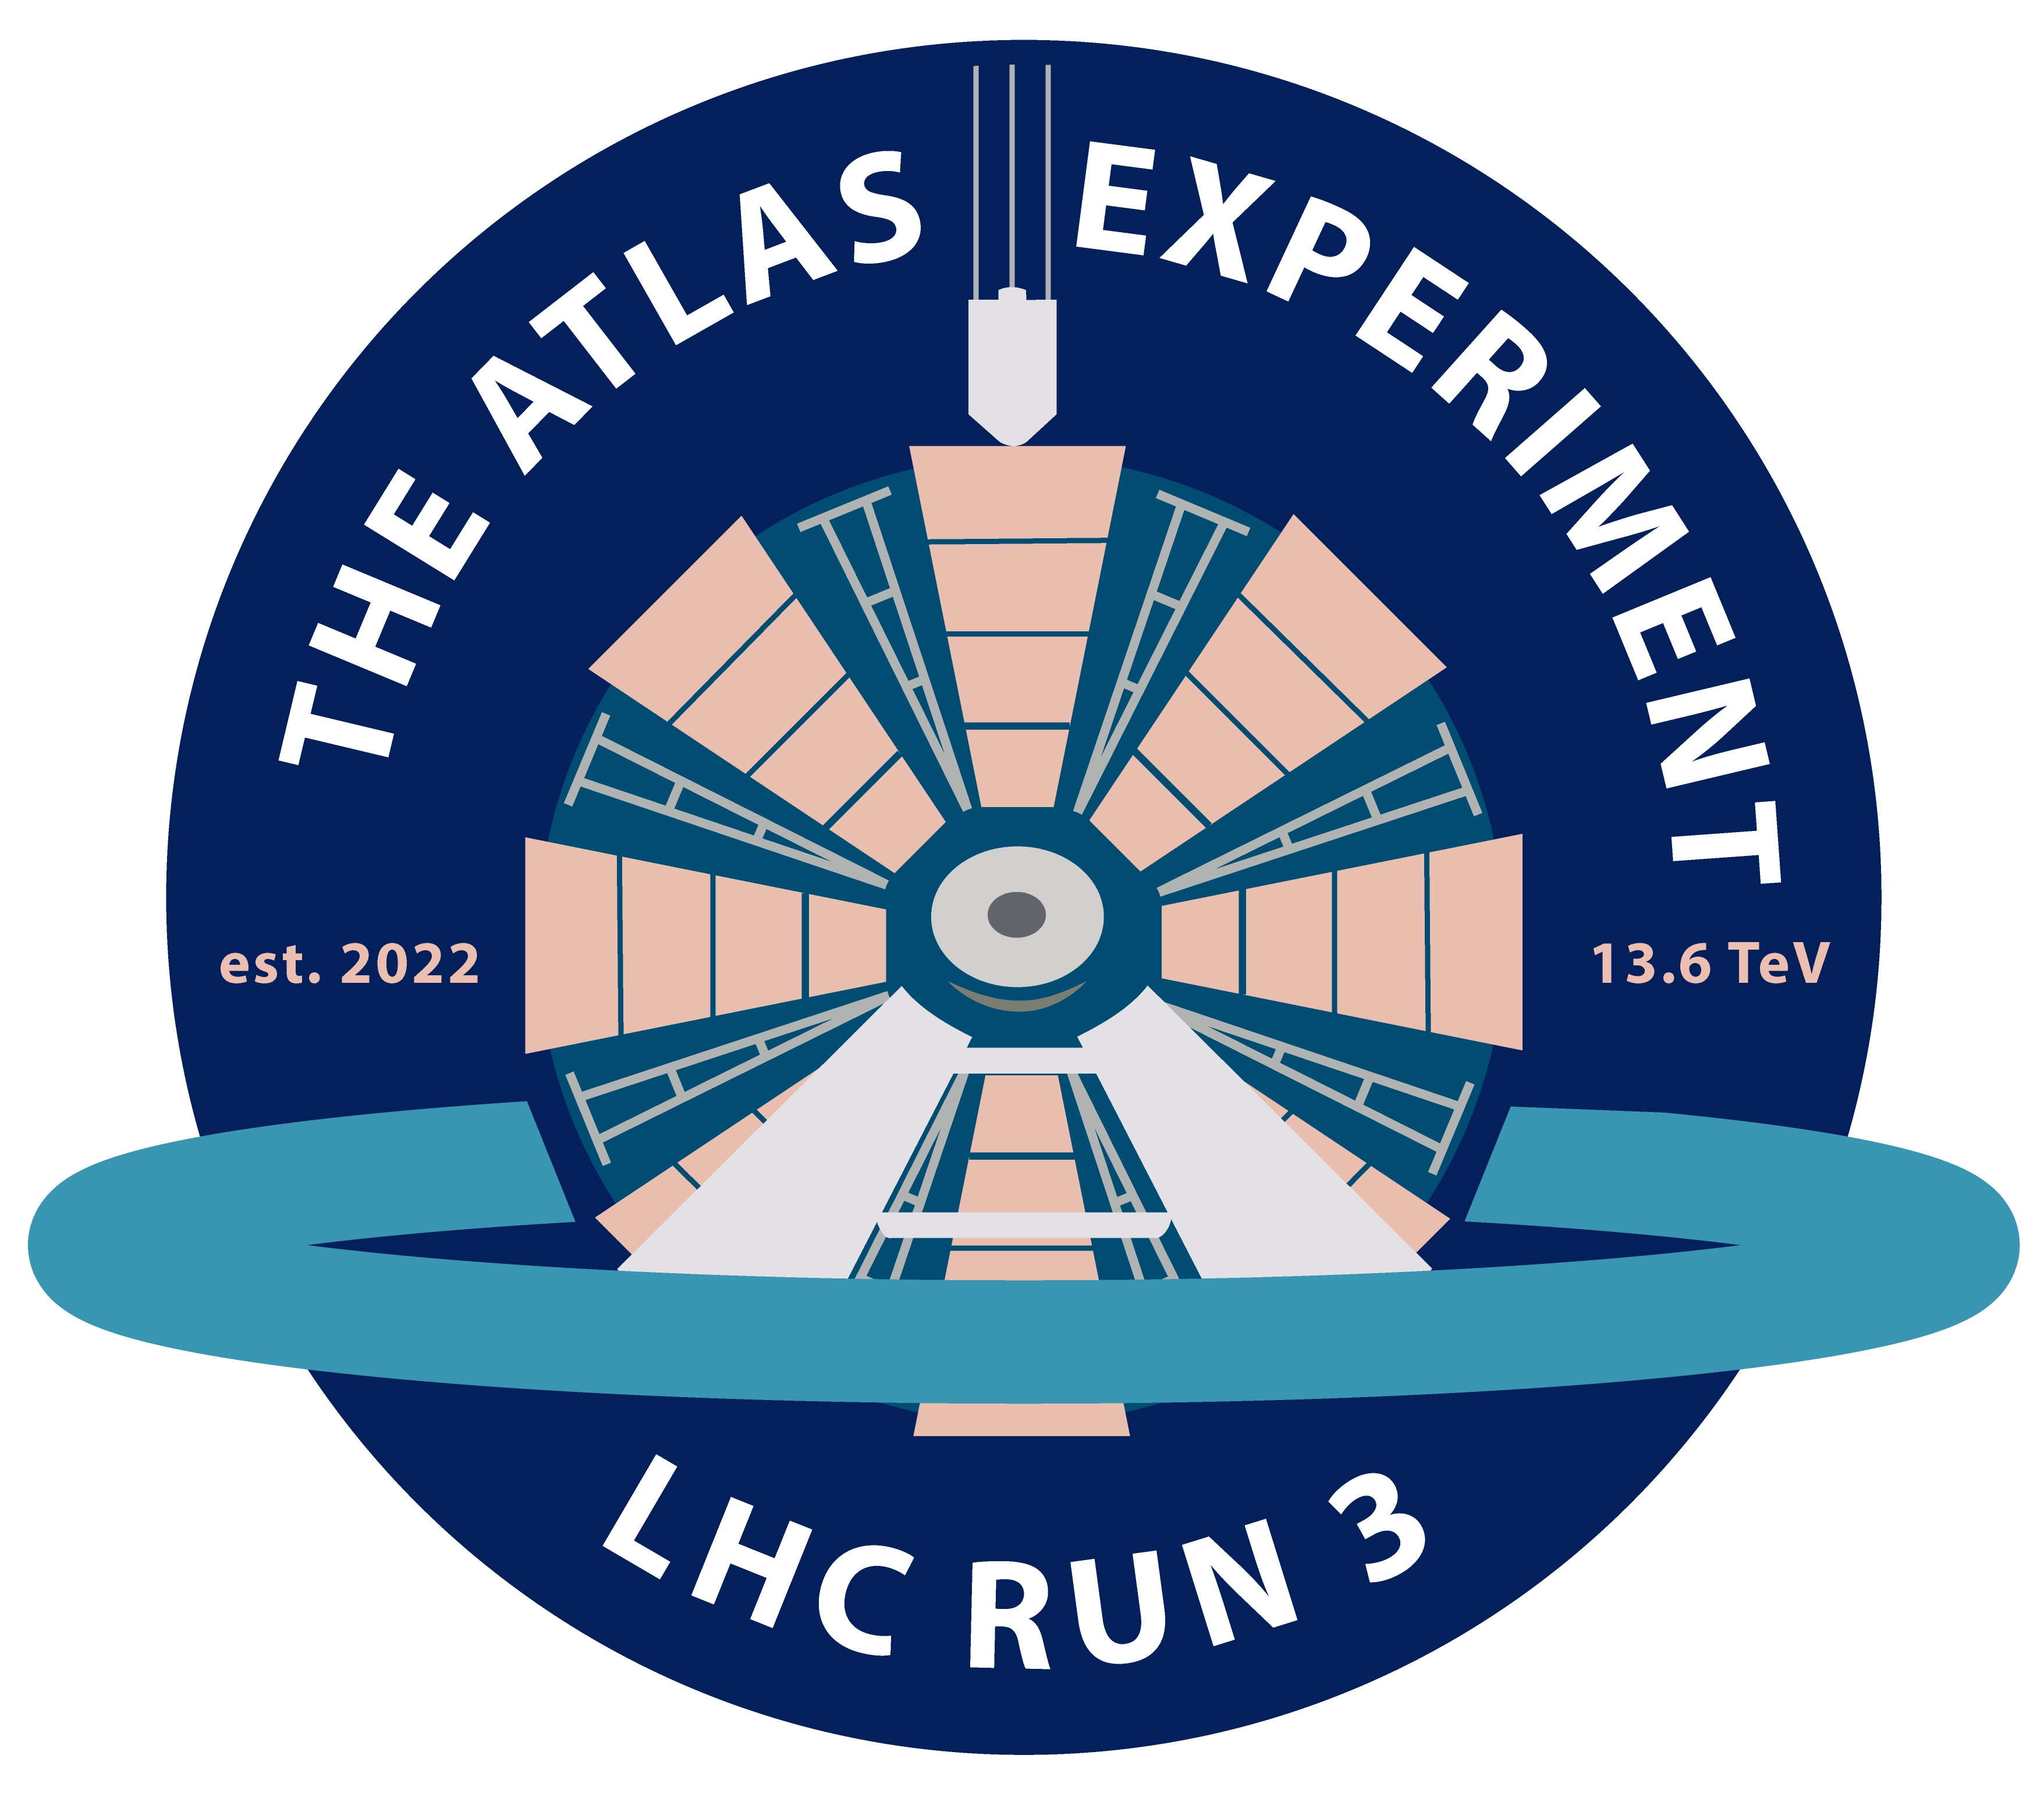 THE ATLAS EXPERIMENT
est. 2022
13.6 TeV
LHC RUN 3